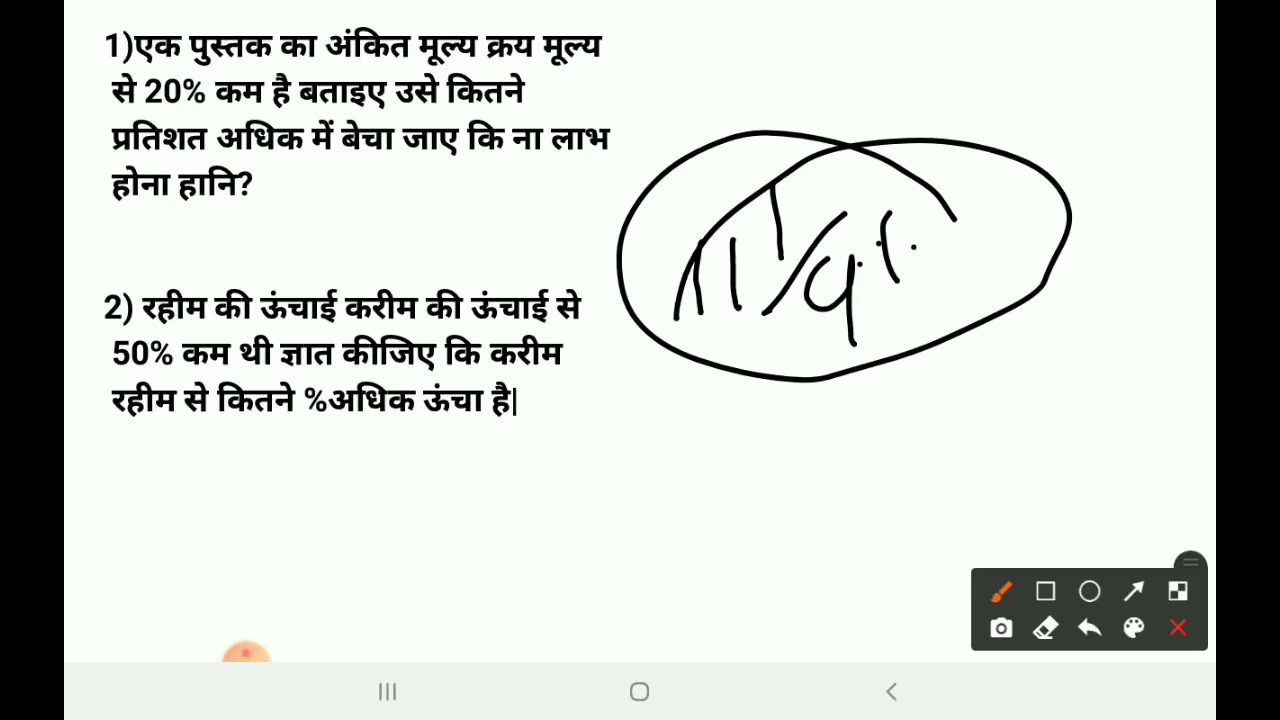 1)एक पुस्तक का अंकित मूल्य क्रय मूल्य
से 20% कम है बताइए उसे कितने
प्रतिशत अधिक में बेचा जाए कि ना लाभ
होना हानि?
2) रहीम की ऊंचाई करीम की ऊंचाई से
50% कम थी ज्ञात कीजिए कि करीम
रहीम से कितने %अधिक ऊंचा है|